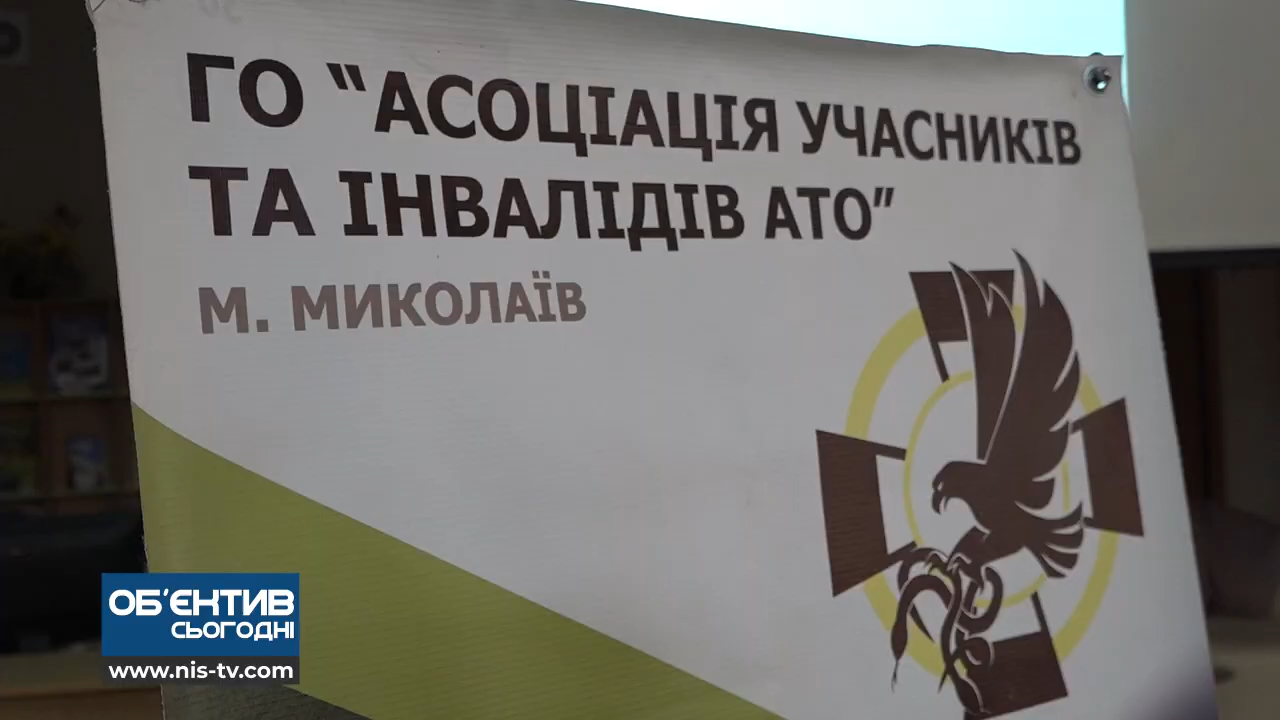 ГО "АСОЦІАЦІЯ УЧАСНИКІВ
ТА ІНВАЛІДІВ АТО"
М. МИКОЛАЇВ
ОБ'ЄКТИВ
СЬОГОДНІ
www.nis-tv.com